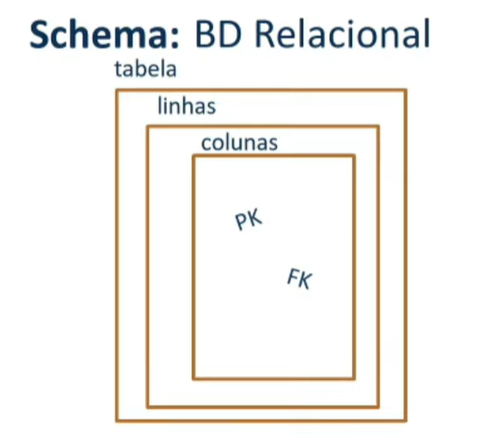 Schema: BD Relacional
tabela
linhas
colunas
PK
FK